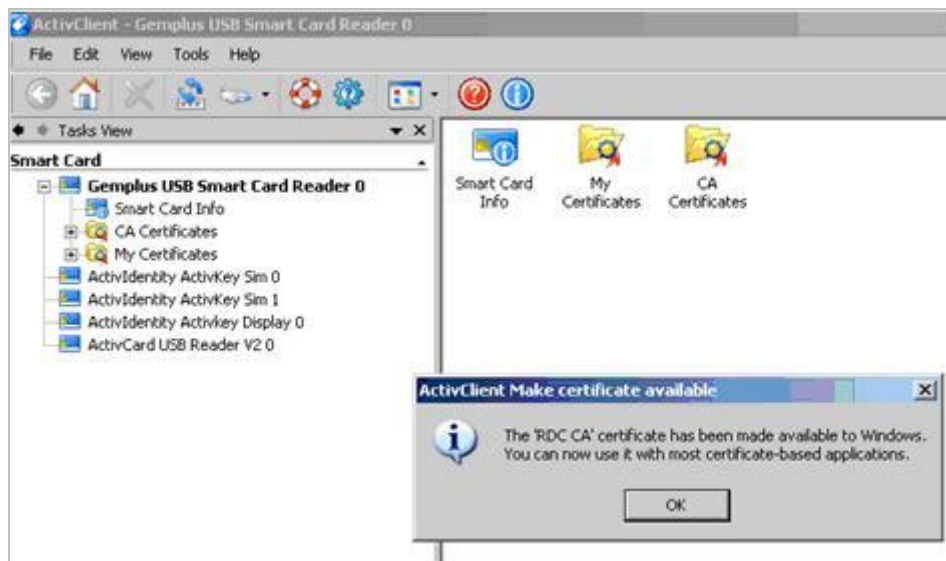 ActivClient - Gemplus USB Smart Card Reader 0
File Edit View Tools Help
Tasks View
Smart Card
Gemplus USB Smart Card Reader 0
Smart Card Info
CA Certificates
My Certificates
ActivIdentity ActivKey Sim 0
ActivIdentity ActivKey Sim 1
ActivIdentity Activkey Display 0
ActivCard USB Reader V2 0
Smart Card
Info
My
Certificates
CA
Certificates
ActivClient Make certificate available
The 'RDC CA' certificate has been made available to Windows.
You can now use it with most certificate-based applications.
OK